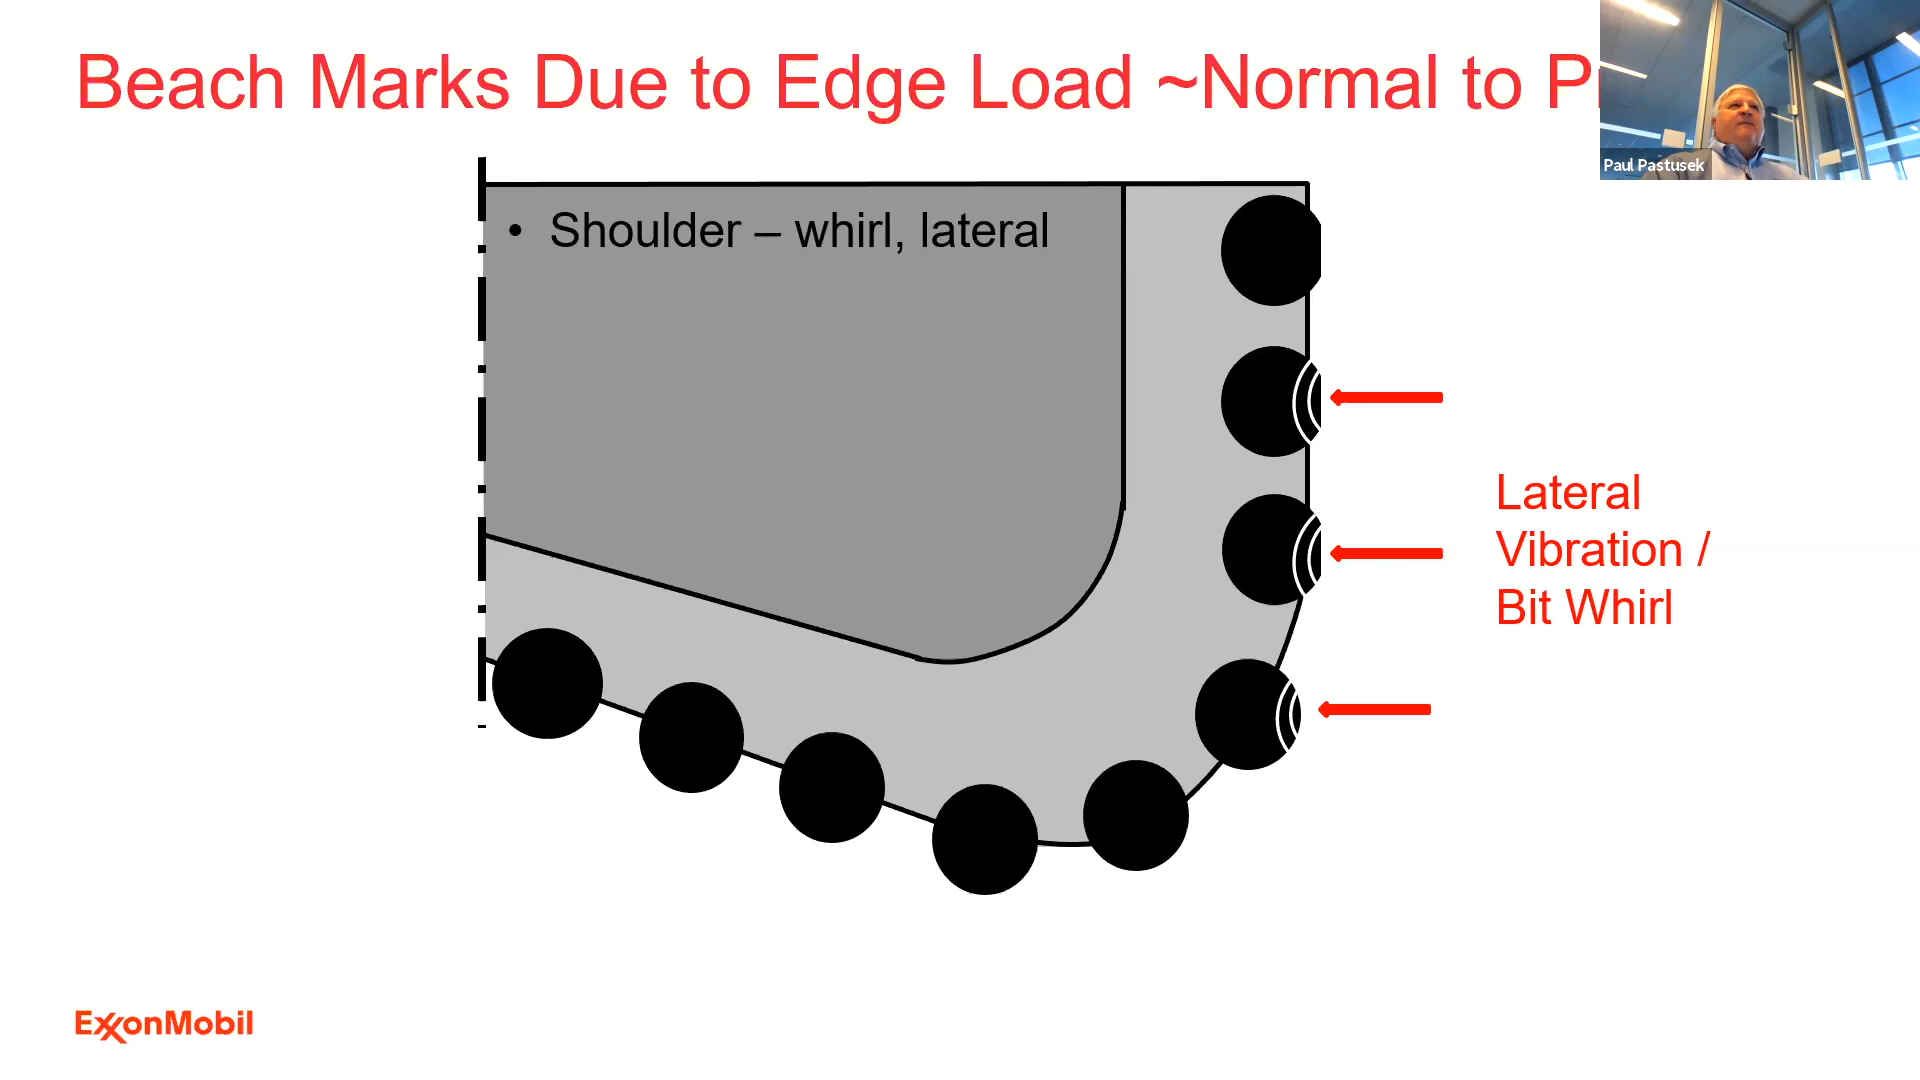 Beach Marks Due to Edge Load ~Normal to
Paul Pastusek
• Shoulder – whirl, lateral
Lateral
Vibration /
Bit Whirl
ExxonMobil